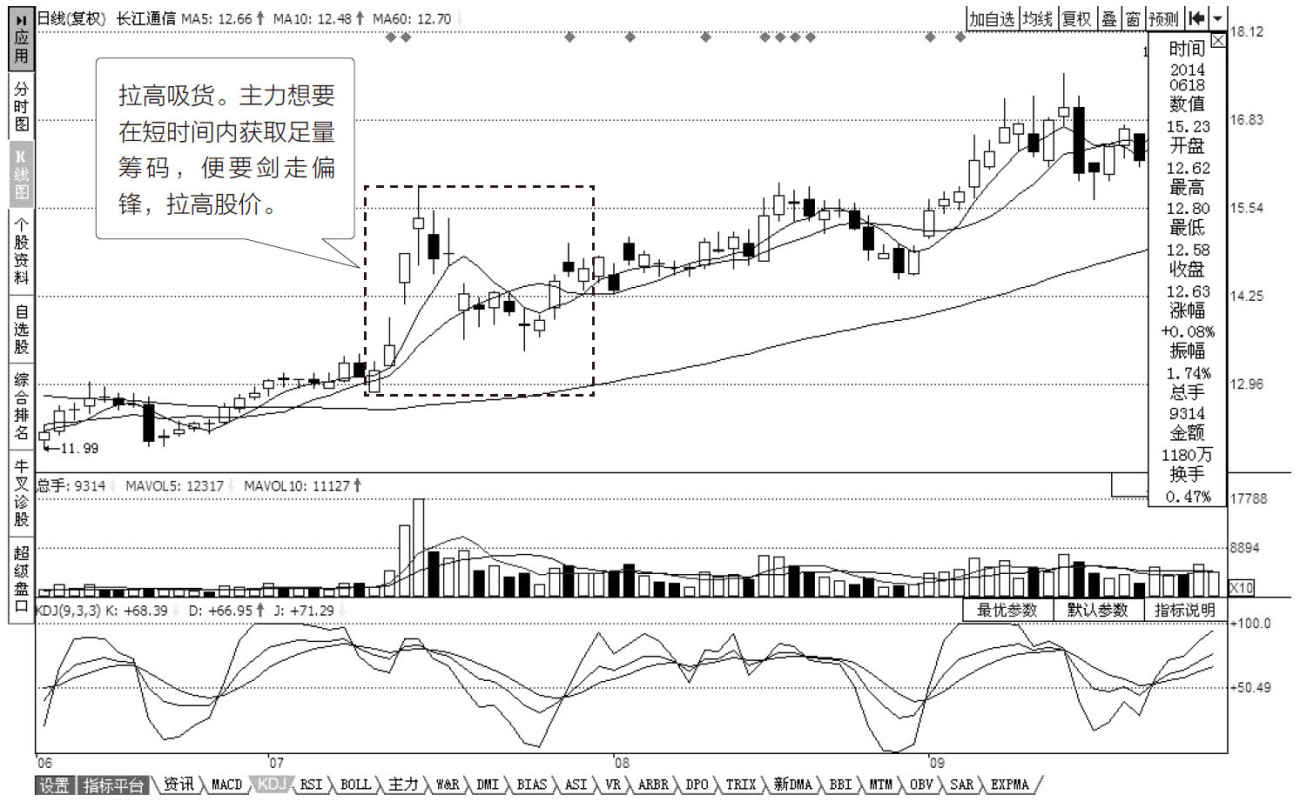 日线(复权) 长江通信 MA5: 12.66↑ MA10: 12.48↑ MA60: 12.70↓
加自选 均线 复权 叠 窗 预测
应用
分时图
K线图
个股资料
自选股
综合排名
牛叉诊股
超级盘口
拉高吸货。主力想要
在短时间内获取足量
筹码，便要剑走偏
锋，拉高股价。
11.99
18.12
16.83
15.54
14.25
12.96
时间
2014
0618
数值
15.23
开盘
12.62
最高
12.80
最低
12.58
收盘
12.63
涨幅
+0.08%
振幅
1.74%
总手
9314
金额
1180万
换手
0.47%
总手: 9314↓ MAVOL5: 12317↓ MAVOL10: 11127↑
17788
8894
X10
KDJ(9,3,3) K: +68.39↓ D: +66.95↑ J: +71.29↓
最优参数 默认参数 指标说明
+100.0
+50.49
06 07 08 09
设置 指标平台 资讯 MACD KDJ RSI BOLL 主力 W&R DMI BIAS ASI VR ARBR DPO TRIX 新DMA BBI MTM OBV SAR EXPMA